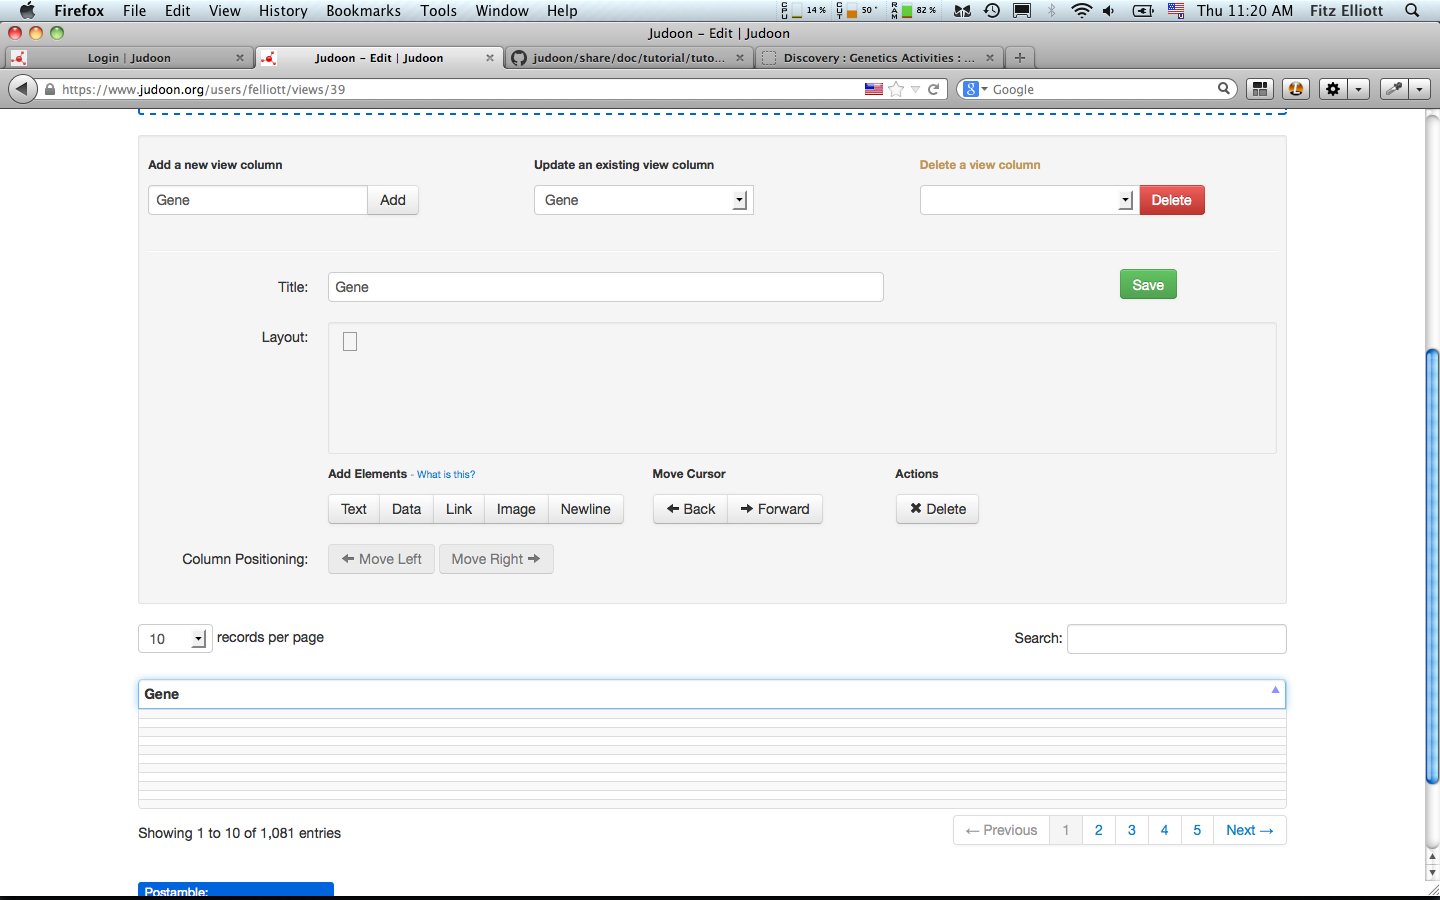 Firefox File Edit View History Bookmarks Tools Window Help 14 % 50 ° 82 % Thu 11:20 AM Fitz Elliott
Judoon – Edit | Judoon
Login | Judoon
Judoon – Edit | Judoon
judoon/share/doc/tutorial/tuto...
Discovery : Genetics Activities : ...
https://www.judoon.org/users/felliott/views/39
Google
Add a new view column
Update an existing view column
Delete a view column
Gene Add
Gene
Delete
Title: Gene Save
Layout:
Add Elements - What is this?
Move Cursor
Actions
Text Data Link Image Newline
← Back → Forward
✖ Delete
Column Positioning: ← Move Left Move Right →
10 records per page
Search:
Gene
Showing 1 to 10 of 1,081 entries
← Previous 1 2 3 4 5 Next →
Postamble: